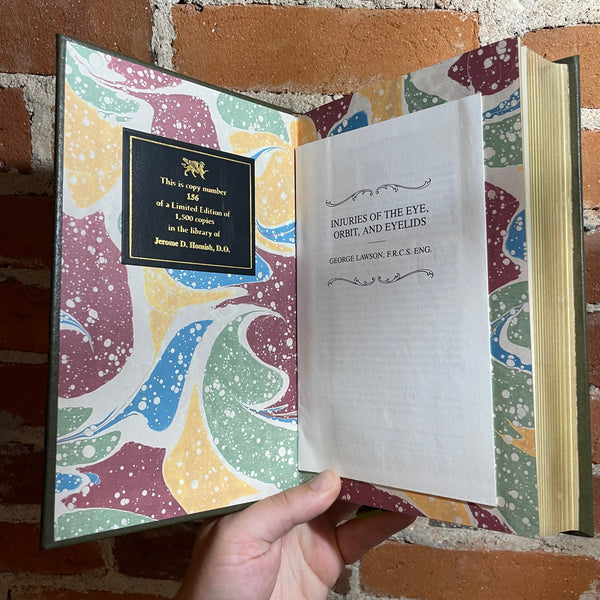 This is copy number
156
of a Limited Edition of
1,500 copies
in the library of
Jerome D. Homish, D.O.
INJURIES OF THE EYE,
ORBIT, AND EYELIDS
GEORGE LAWSON, F.R.C.S. ENG.